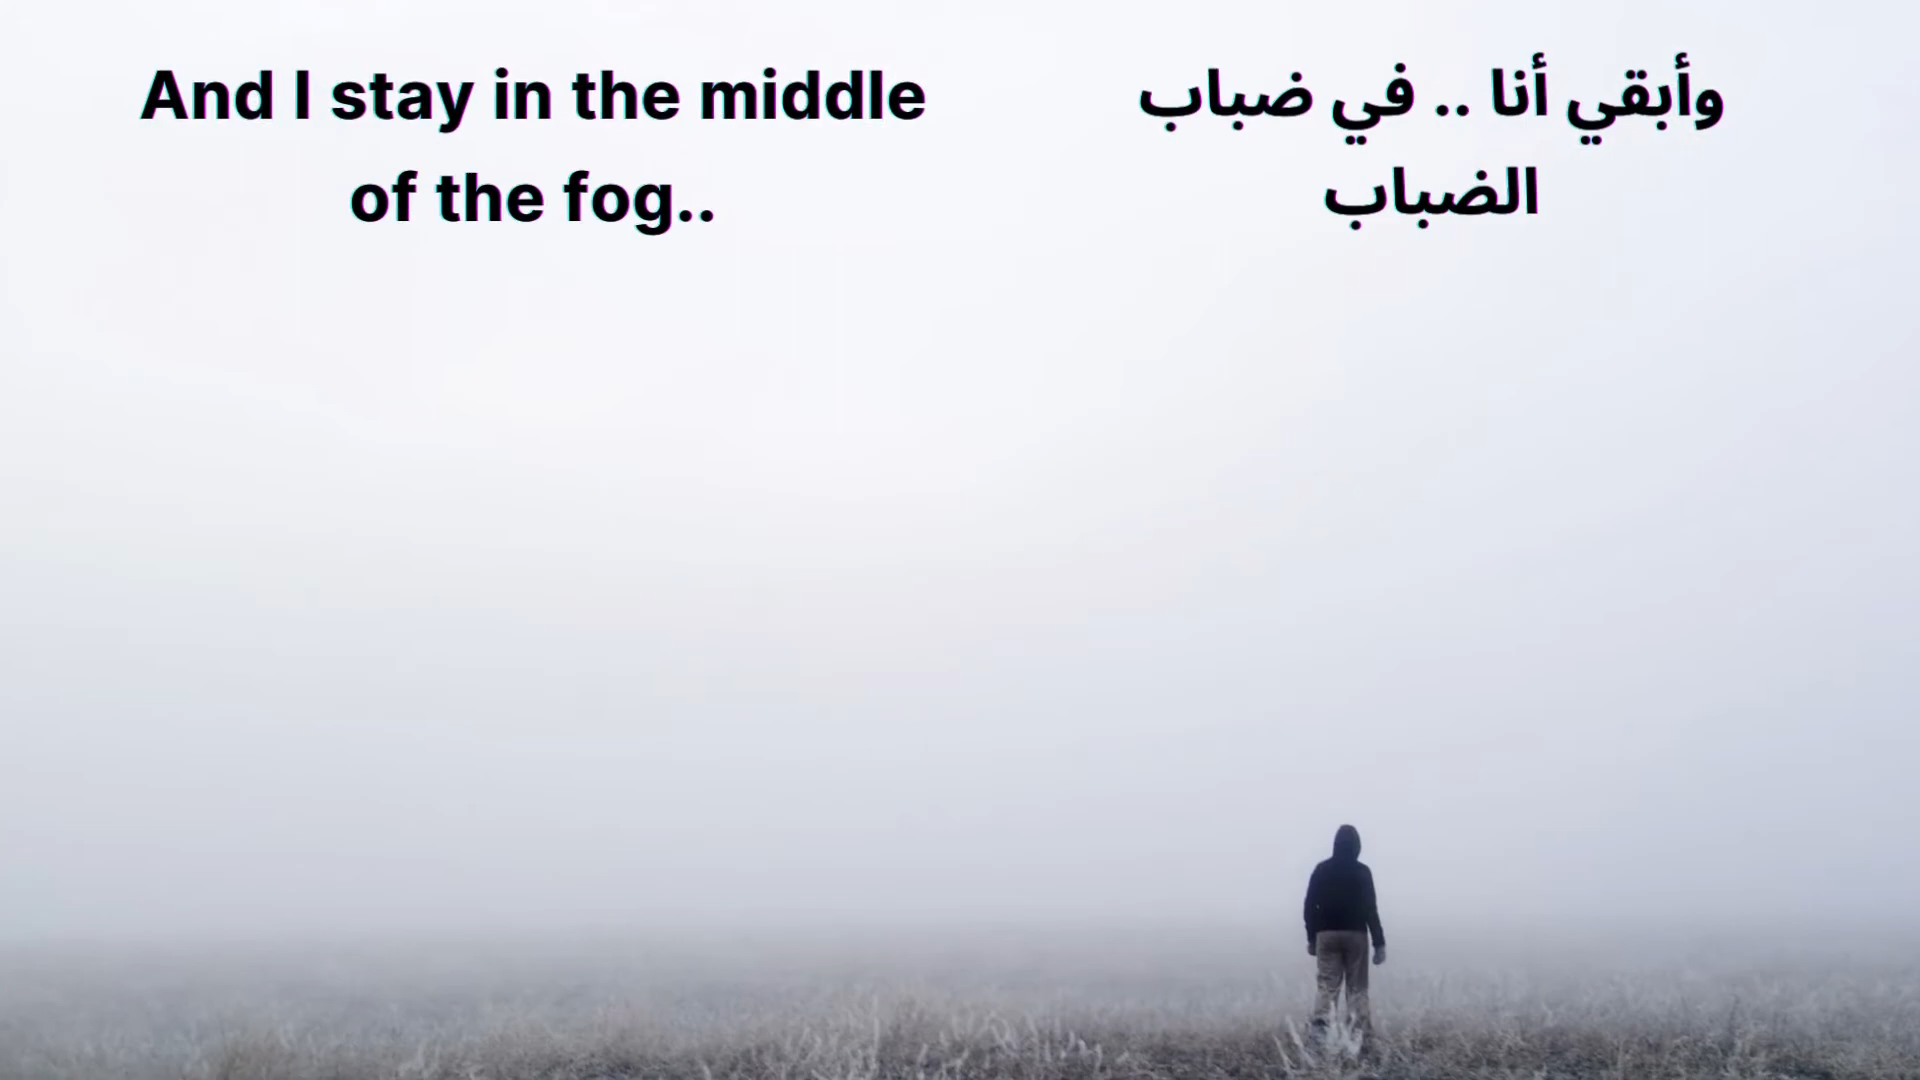 And I stay in the middle
of the fog..
وأبقي أنا .. في ضباب
الضباب